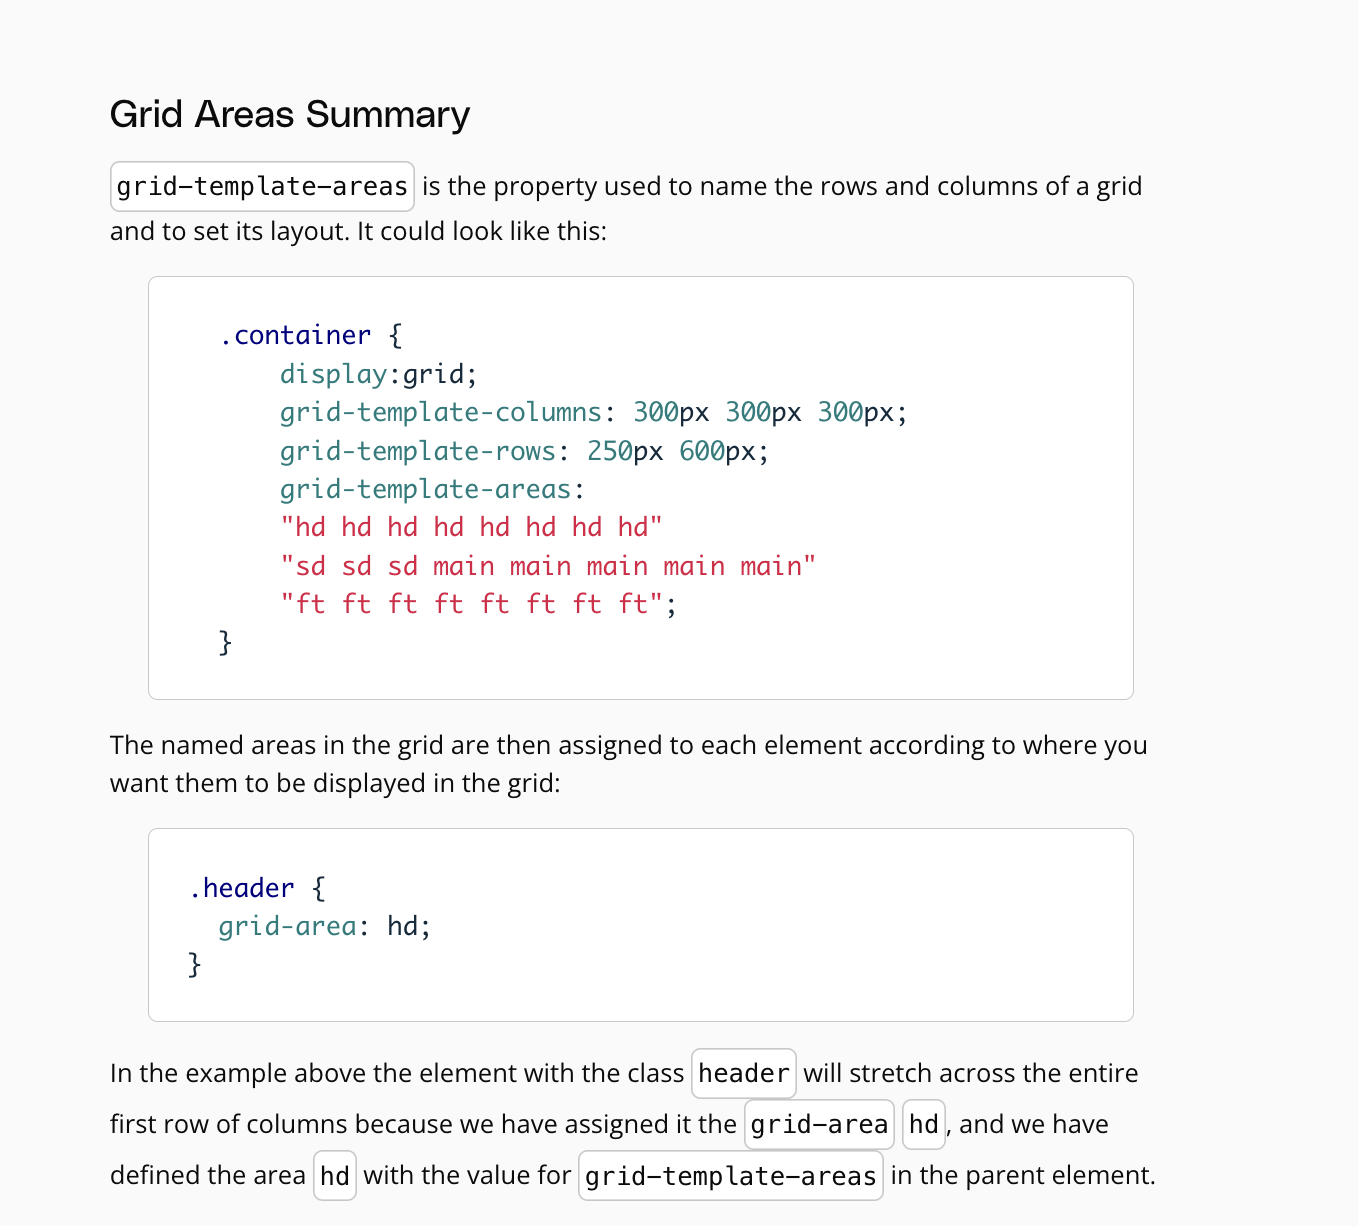 Grid Areas Summary
grid-template-areas is the property used to name the rows and columns of a grid
and to set its layout. It could look like this:
.container {
display:grid;
grid-template-columns: 300px 300px 300px;
grid-template-rows: 250px 600px;
grid-template-areas:
"hd hd hd hd hd hd hd hd"
"sd sd sd main main main main main"
"ft ft ft ft ft ft ft ft";
}
The named areas in the grid are then assigned to each element according to where you
want them to be displayed in the grid:
.header {
grid-area: hd;
}
In the example above the element with the class header will stretch across the entire
first row of columns because we have assigned it the grid-area hd, and we have
defined the area hd with the value for grid-template-areas in the parent element.